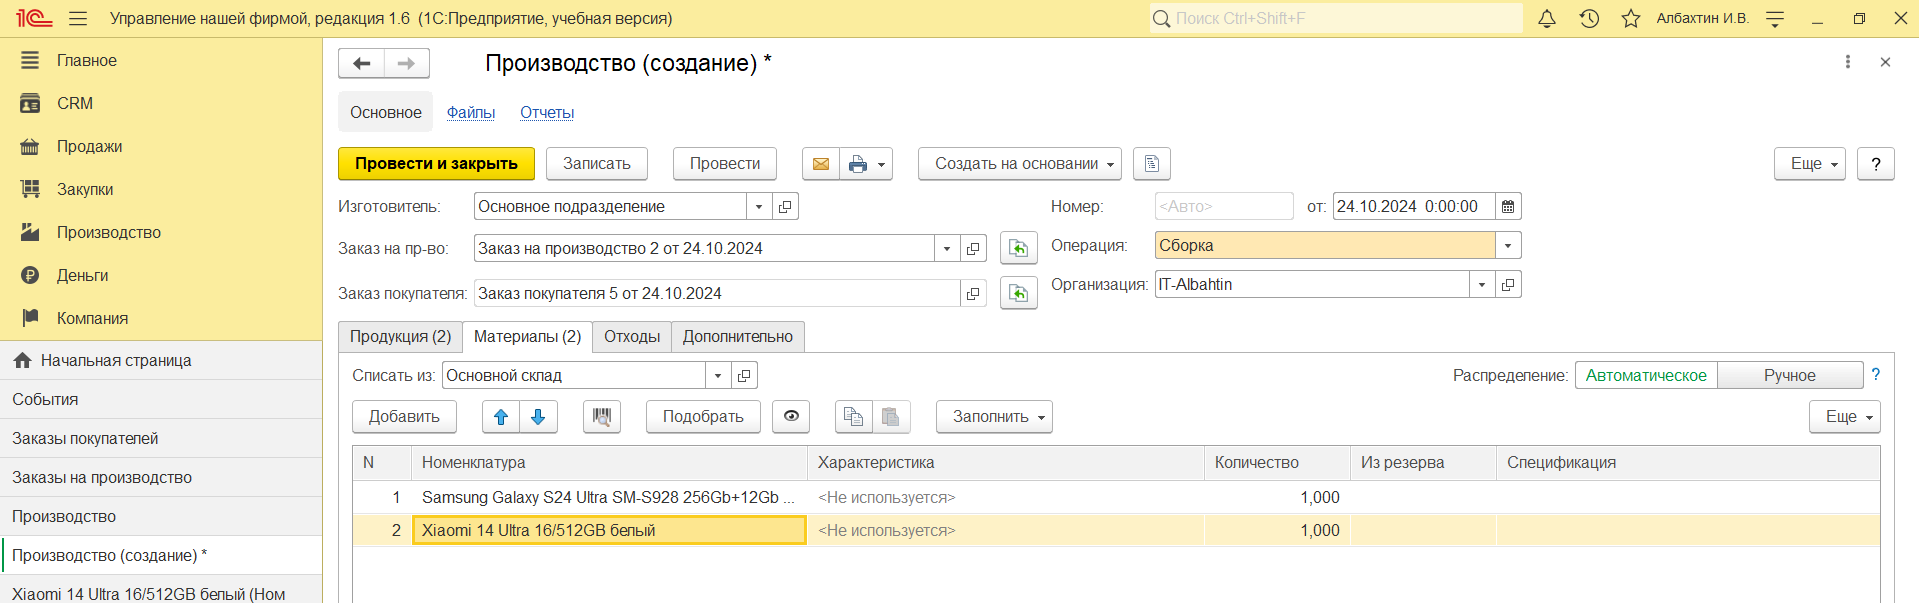 1С Управление нашей фирмой, редакция 1.6 (1С:Предприятие, учебная версия) Поиск Ctrl+Shift+F Албахтин И.В.
Главное
CRM
Продажи
Закупки
Производство
Деньги
Компания
Начальная страница
События
Заказы покупателей
Заказы на производство
Производство
Производство (создание) *
Xiaomi 14 Ultra 16/512GB белый (Ном
Производство (создание) *
Основное Файлы Отчеты
Провести и закрыть Записать Провести Создать на основании Еще ?
Изготовитель: Основное подразделение Номер: <Авто> от: 24.10.2024 0:00:00
Заказ на пр-во: Заказ на производство 2 от 24.10.2024 Операция: Сборка
Заказ покупателя: Заказ покупателя 5 от 24.10.2024 Организация: IT-Albahtin
Продукция (2) Материалы (2) Отходы Дополнительно
Списать из: Основной склад Распределение: Автоматическое Ручное ?
Добавить Подобрать Заполнить Еще
N Номенклатура Характеристика Количество Из резерва Спецификация
1 Samsung Galaxy S24 Ultra SM-S928 256Gb+12Gb ... <Не используется> 1,000
2 Xiaomi 14 Ultra 16/512GB белый <Не используется> 1,000